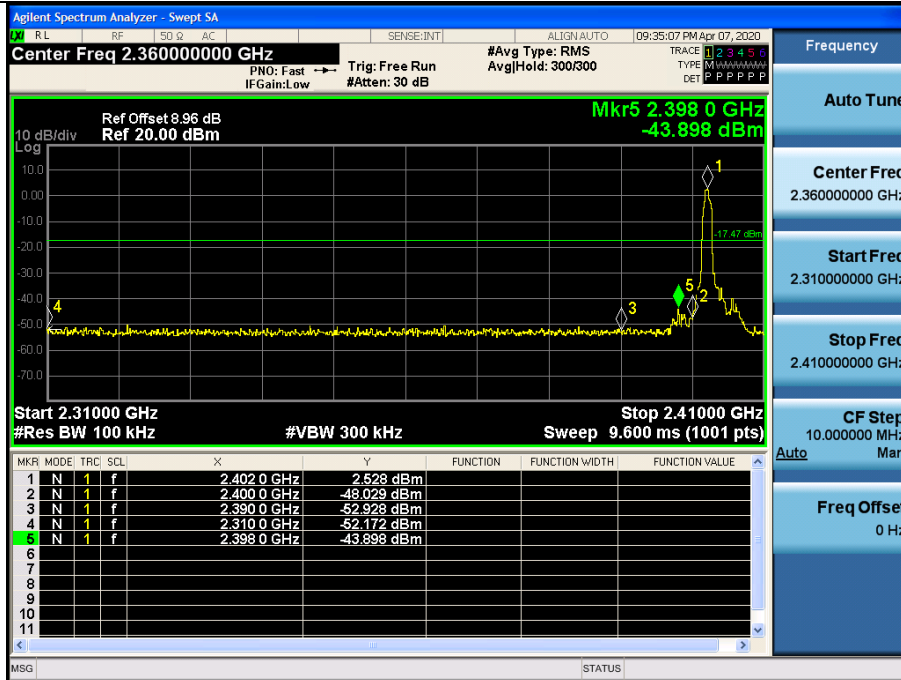 Agilent Spectrum Analyzer - Swept SA
LXI RL RF 50 Ω AC SENSE:INT ALIGN AUTO 09:35:07 PM Apr 07, 2020
Center Freq 2.360000000 GHz
PNO: Fast
IFGain:Low
Trig: Free Run
#Atten: 30 dB
#Avg Type: RMS
Avg|Hold: 300/300
TRACE 1 2 3 4 5 6
TYPE M W W W W W
DET P P P P P P
Mkr5 2.398 0 GHz
-43.898 dBm
Ref Offset 8.96 dB
10 dB/div Ref 20.00 dBm
Log
10.0
0.00
-10.0
-20.0
-30.0
-40.0
-50.0
-60.0
-70.0
1
-17.47 dBm
5
2
3
4
Start 2.31000 GHz Stop 2.41000 GHz
#Res BW 100 kHz #VBW 300 kHz Sweep 9.600 ms (1001 pts)
MKR MODE TRC SCL X Y FUNCTION FUNCTION WIDTH FUNCTION VALUE
1 N 1 f 2.402 0 GHz 2.528 dBm
2 N 1 f 2.400 0 GHz -48.029 dBm
3 N 1 f 2.390 0 GHz -52.928 dBm
4 N 1 f 2.310 0 GHz -52.172 dBm
5 N 1 f 2.398 0 GHz -43.898 dBm
6
7
8
9
10
11
MSG STATUS
Frequency
Auto Tune
Center Freq
2.360000000 GHz
Start Freq
2.310000000 GHz
Stop Freq
2.410000000 GHz
CF Step
10.000000 MHz
Auto Man
Freq Offset
0 Hz